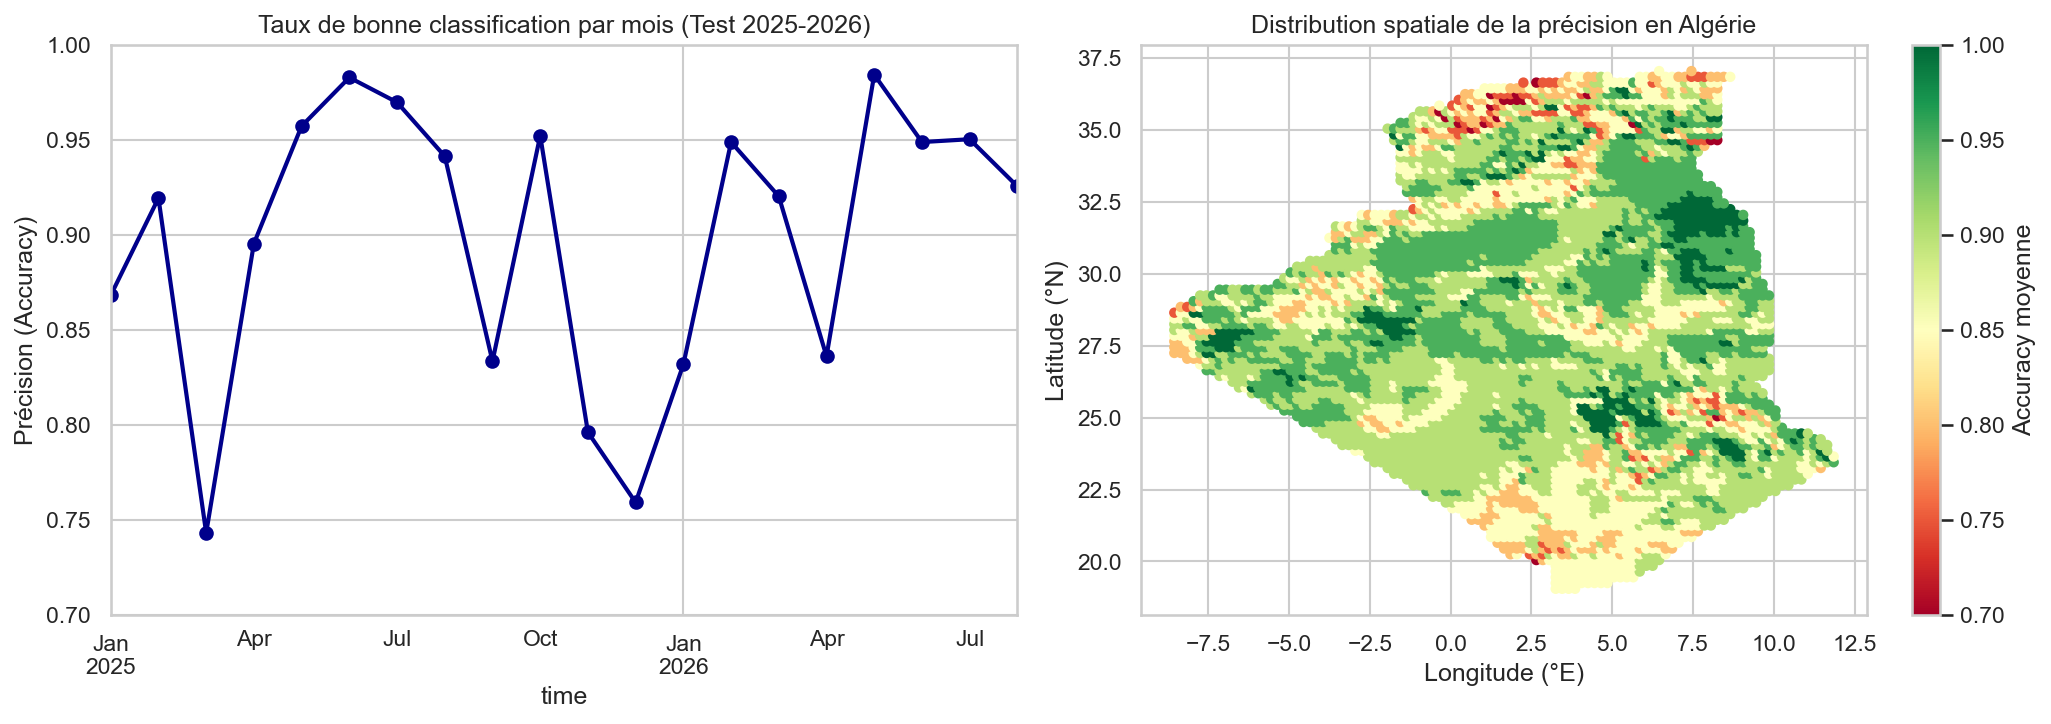 Taux de bonne classification par mois (Test 2025-2026)
Précision (Accuracy)
1.00
0.95
0.90
0.85
0.80
0.75
0.70
Jan
2025
Apr
Jul
Oct
Jan
2026
Apr
Jul
time
Distribution spatiale de la précision en Algérie
Latitude (°N)
37.5
35.0
32.5
30.0
27.5
25.0
22.5
20.0
−7.5
−5.0
−2.5
0.0
2.5
5.0
7.5
10.0
12.5
Longitude (°E)
1.00
0.95
0.90
0.85
0.80
0.75
0.70
Accuracy moyenne